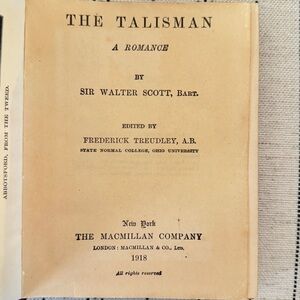 THE TALISMAN
A ROMANCE
BY
SIR WALTER SCOTT, BART.
EDITED BY
FREDERICK TREUDLEY, A.B.
STATE NORMAL COLLEGE, OHIO UNIVERSITY
New York
THE MACMILLAN COMPANY
LONDON: MACMILLAN & CO., LTD.
1918
All rights reserved
ABBOTSFORD, FROM THE TWEED.